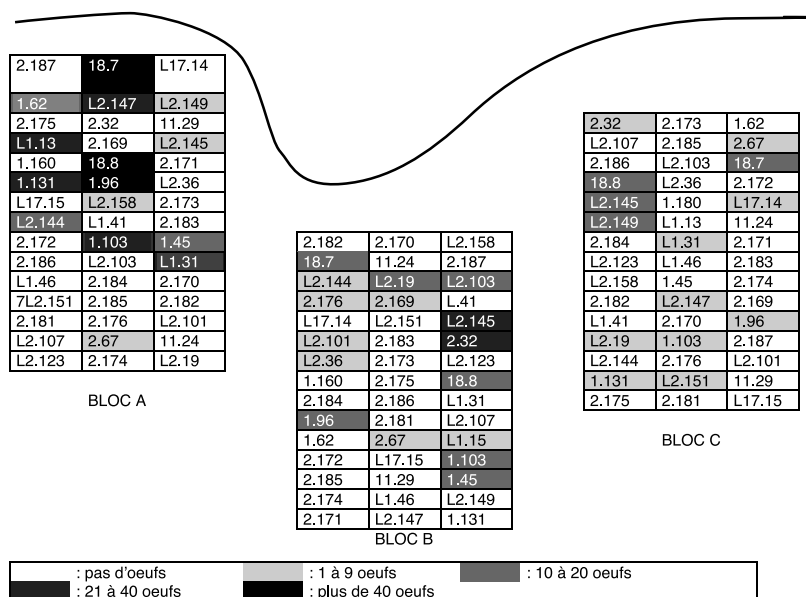 2.187 18.7 L17.14
1.62 L2.147 L2.149
2.175 2.32 11.29
L1.13 2.169 L2.145
1.160 18.8 2.171
1.131 1.96 L2.36
L17.15 L2.158 2.173
L2.144 L1.41 2.183
2.172 1.103 1.45
2.186 L2.103 L1.31
L1.46 2.184 2.170
7L2.151 2.185 2.182
2.181 2.176 L2.101
L2.107 2.67 11.24
L2.123 2.174 L2.19
BLOC A
2.182 2.170 L2.158
18.7 11.24 2.187
L2.144 L2.19 L2.103
2.176 2.169 L.41
L17.14 L2.151 L2.145
L2.101 2.183 2.32
L2.36 2.173 L2.123
1.160 2.175 18.8
2.184 2.186 L1.31
1.96 2.181 L2.107
1.62 2.67 L1.15
2.172 L17.15 1.103
2.185 11.29 1.45
2.174 L1.46 L2.149
2.171 L2.147 1.131
BLOC B
2.32 2.173 1.62
L2.107 2.185 2.67
2.186 L2.103 18.7
18.8 L2.36 2.172
L2.145 1.180 L17.14
L2.149 L1.13 11.24
2.184 L1.31 2.171
L2.123 L1.46 2.183
L2.158 1.45 2.174
2.182 L2.147 2.169
L1.41 2.170 1.96
L2.19 1.103 2.187
L2.144 2.176 L2.101
1.131 L2.151 11.29
2.175 2.181 L17.15
BLOC C
: pas d'oeufs : 1 à 9 oeufs : 10 à 20 oeufs
: 21 à 40 oeufs : plus de 40 oeufs